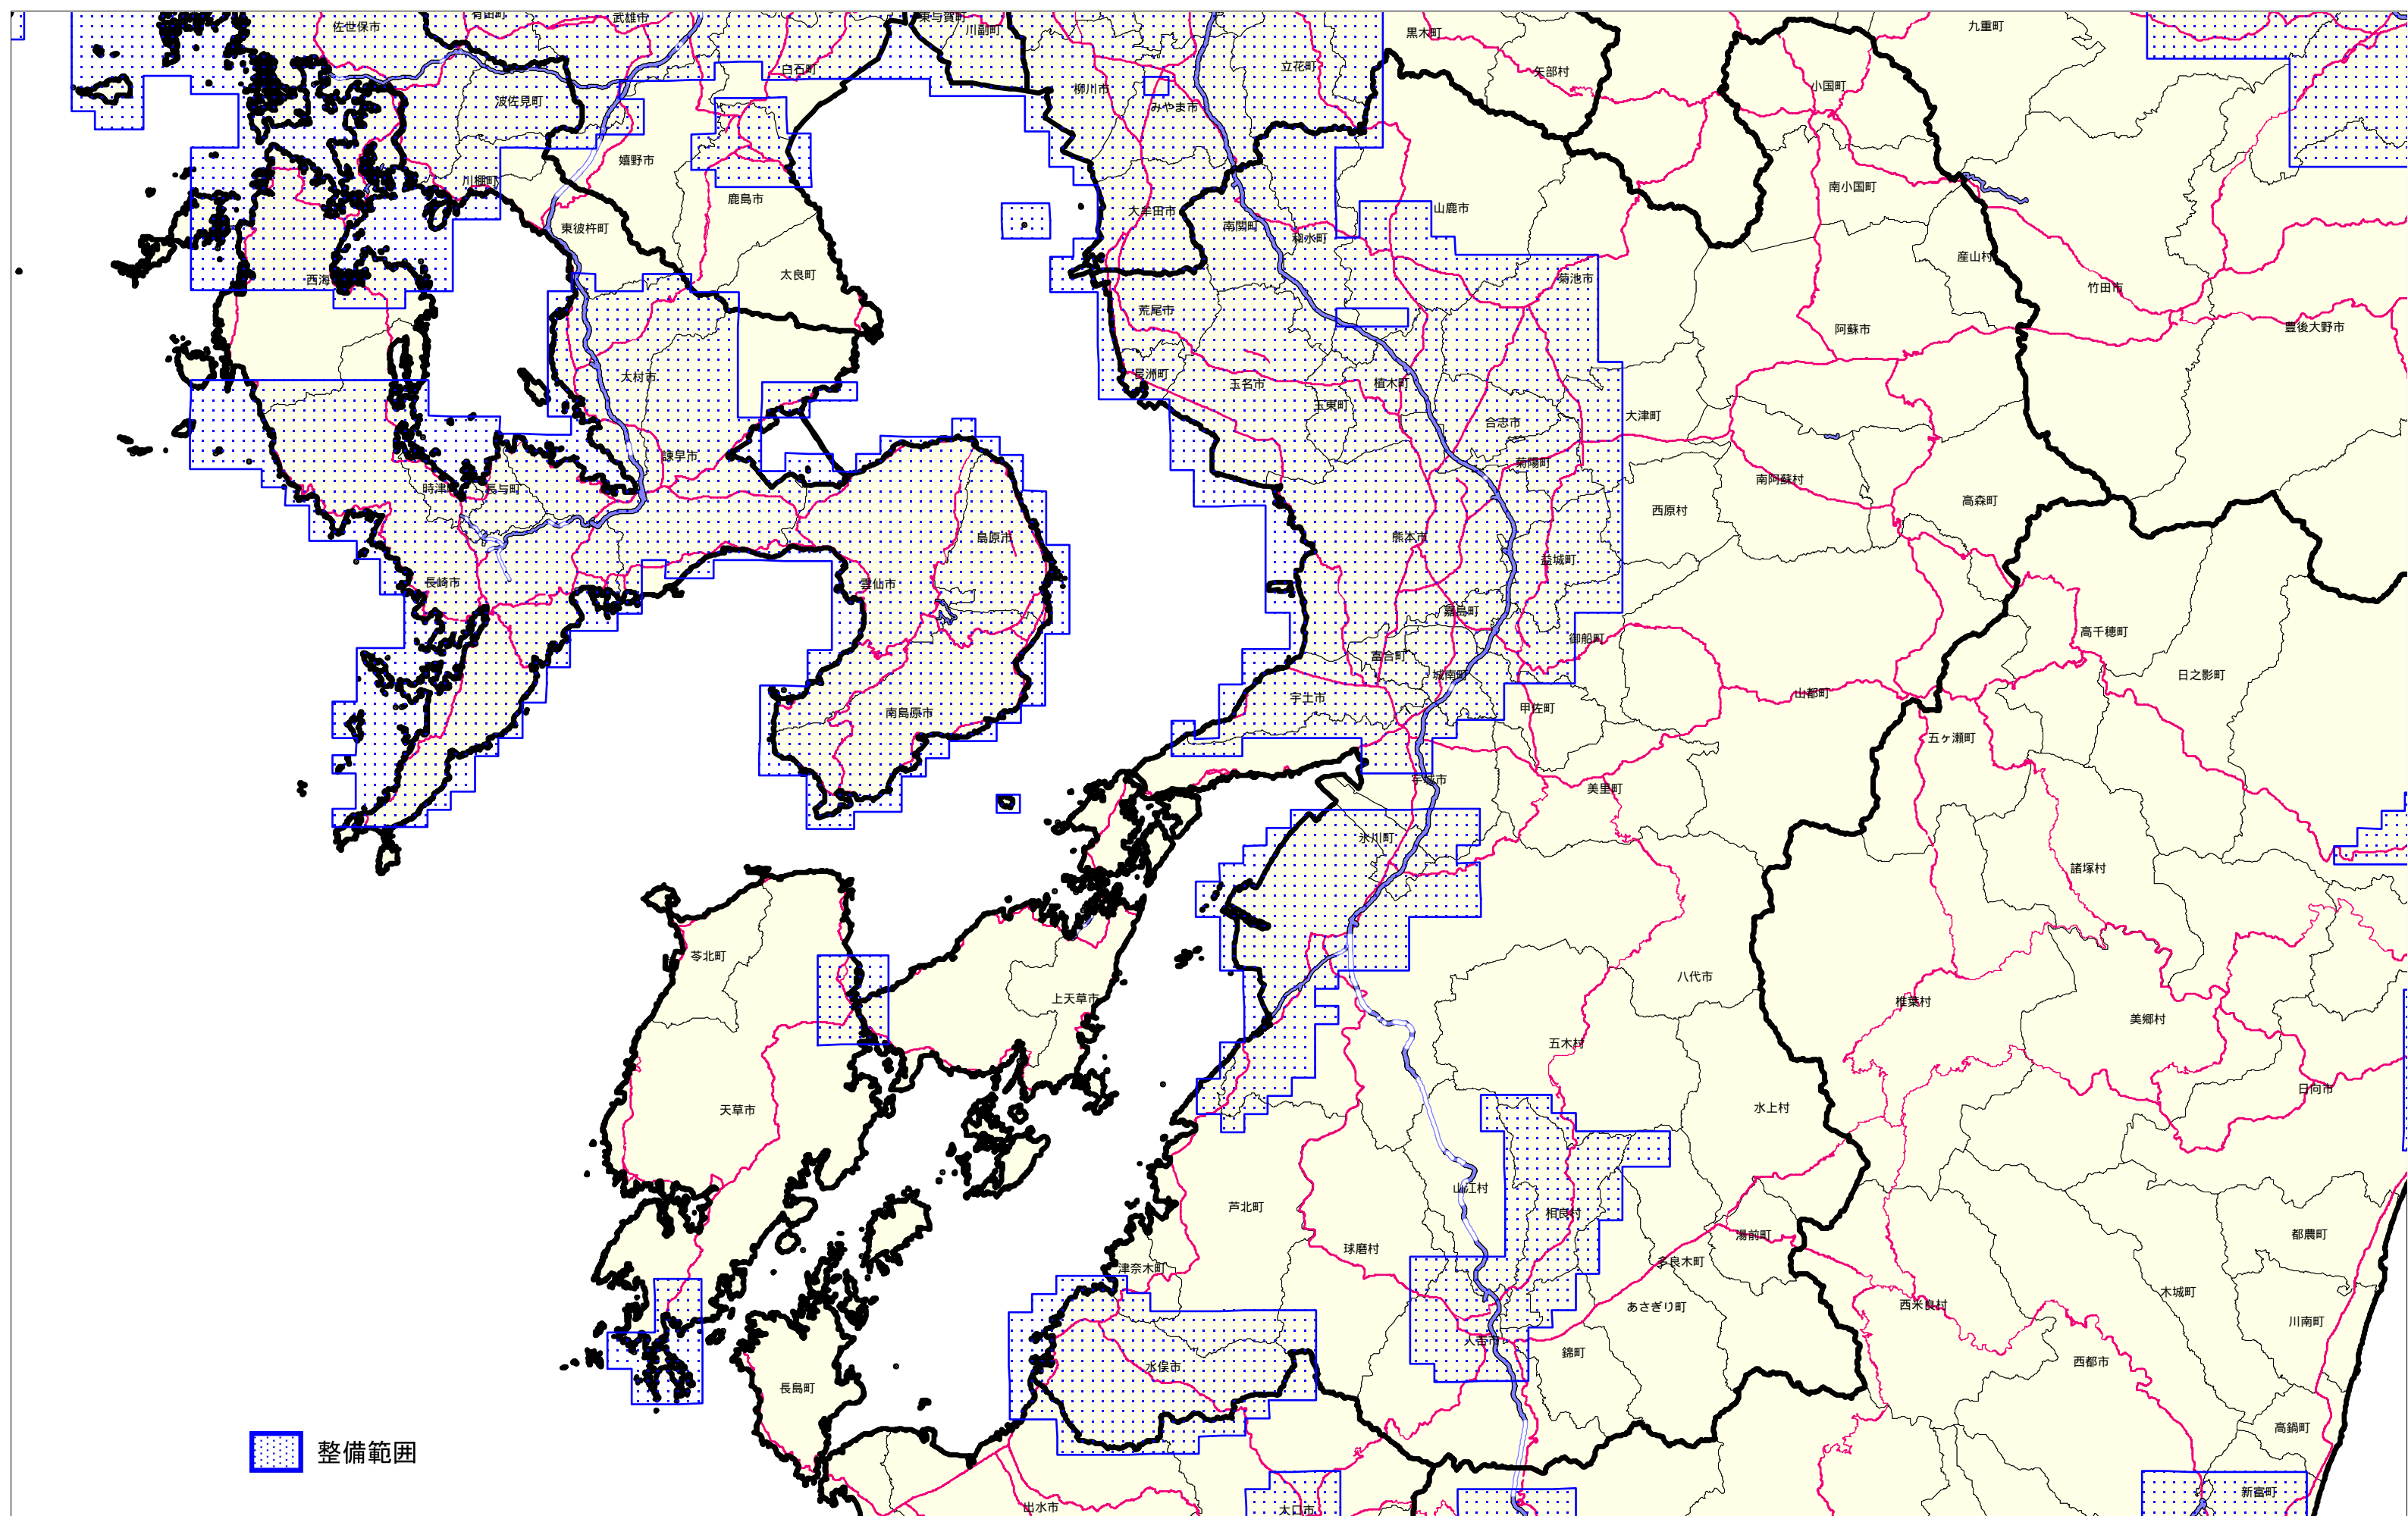 佐世保市
有田町
武雄市
東与賀町
川副町
黒木町
九重町
白石町
立花町
矢部村
小国町
波佐見町
柳川市
みやま市
嬉野市
川棚町
鹿島市
南小国町
東彼杵町
大牟田市
南関町
山鹿市
和水町
産山村
西海
太良町
菊池市
竹田市
荒尾市
阿蘇市
豊後大野市
大村市
長洲町
玉名市
植木町
玉東町
大津町
合志市
諫早市
菊陽町
南阿蘇村
時津
長与町
高森町
西原村
島原市
熊本市
益城町
長崎市
雲仙市
嘉島町
御船町
高千穂町
富合町
城南町
日之影町
宇土市
山都町
南島原市
甲佐町
五ヶ瀬町
宇城市
美里町
氷川町
諸塚村
苓北町
八代市
上天草市
椎葉村
美郷村
五木村
日向市
天草市
水上村
山江村
芦北町
相良村
湯前町
都農町
球磨村
多良木町
津奈木町
木城町
あさぎり町
西米良村
川南町
人吉市
錦町
西都市
水俣市
長島町
高鍋町
整備範囲
新富町
出水市
大口市